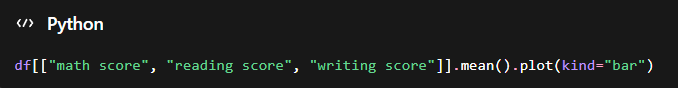 </> Python
df[["math score", "reading score", "writing score"]].mean().plot(kind="bar")